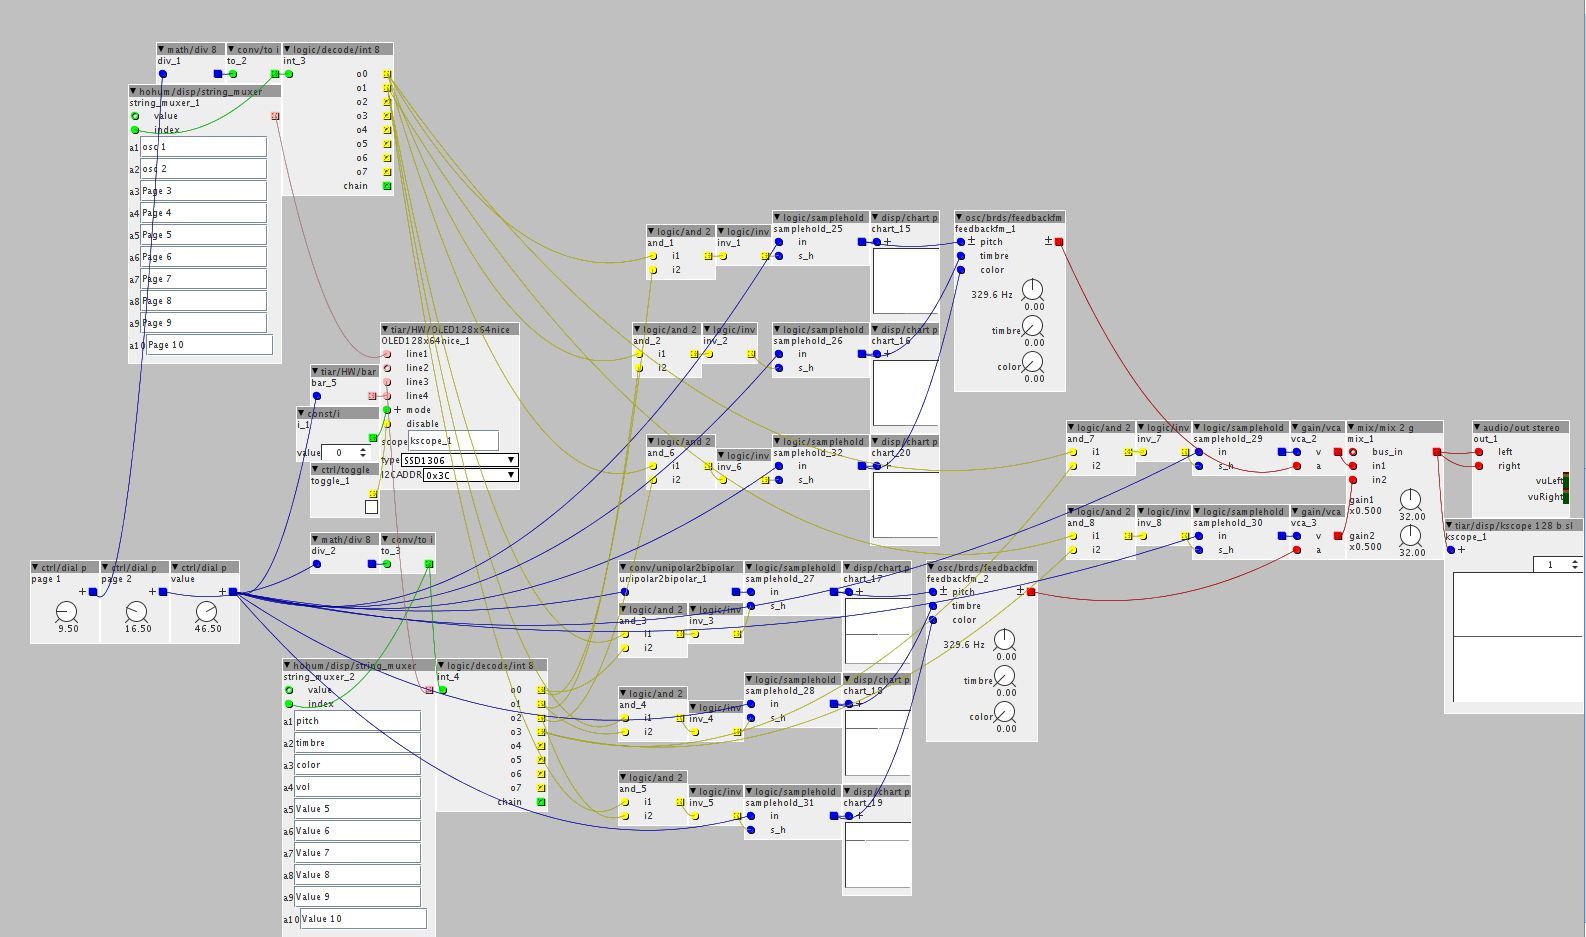 math/div 8
div_1
conv/to i
to_2
logic/decode/int 8
int_3
o0
o1
o2
o3
o4
o5
o6
o7
chain
hohum/disp/string_muxer
string_muxer_1
value
index
a1 osc 1
a2 osc 2
a3 Page 3
a4 Page 4
a5 Page 5
a6 Page 6
a7 Page 7
a8 Page 8
a9 Page 9
a10 Page 10
tiar/HW/OLED128x64nice
OLED128x64nice_1
line1
line2
line3
line4
mode
disable
scope kscope_1
type SSD1306
I2CADDR 0x3C
tiar/HW/bar
bar_5
const/i
i_1
value 0
ctrl/toggle
toggle_1
math/div 8
div_2
conv/to i
to_3
ctrl/dial p
page 1
9.50
ctrl/dial p
page 2
16.50
ctrl/dial p
value
46.50
hohum/disp/string_muxer
string_muxer_2
value
index
a1 pitch
a2 timbre
a3 color
a4 vol
a5 Value 5
a6 Value 6
a7 Value 7
a8 Value 8
a9 Value 9
a10 Value 10
logic/decode/int 8
int_4
o0
o1
o2
o3
o4
o5
o6
o7
chain
logic/and 2
and_1
i1
i2
logic/inv
inv_1
logic/samplehold
samplehold_25
in
s_h
disp/chart p
chart_15
osc/brds/feedbackfm
feedbackfm_1
pitch
timbre
color
329.6 Hz
0.00
timbre
0.00
color
0.00
logic/and 2
and_2
i1
i2
logic/inv
inv_2
logic/samplehold
samplehold_26
in
s_h
disp/chart p
chart_16
logic/and 2
and_6
i1
i2
logic/inv
inv_6
logic/samplehold
samplehold_32
in
s_h
disp/chart p
chart_20
conv/unipolar2bipolar
unipolar2bipolar_1
logic/samplehold
samplehold_27
in
s_h
disp/chart p
chart_17
logic/and 2
and_3
i1
i2
logic/inv
inv_3
osc/brds/feedbackfm
feedbackfm_2
pitch
timbre
color
329.6 Hz
0.00
timbre
0.00
color
0.00
logic/and 2
and_4
i1
i2
logic/inv
inv_4
logic/samplehold
samplehold_28
in
s_h
disp/chart p
chart_18
logic/and 2
and_5
i1
i2
logic/inv
inv_5
logic/samplehold
samplehold_31
in
s_h
disp/chart p
chart_19
logic/and 2
and_7
i1
i2
logic/inv
inv_7
logic/samplehold
samplehold_29
in
s_h
gain/vca
vca_2
v
a
mix/mix 2 g
mix_1
bus_in
in1
in2
gain1
x0.500
32.00
gain2
x0.500
32.00
logic/and 2
and_8
i1
i2
logic/inv
inv_8
logic/samplehold
samplehold_30
in
s_h
gain/vca
vca_3
v
a
audio/out stereo
out_1
left
right
vuLeft
vuRight
tiar/disp/kscope 128 b sl
kscope_1
1